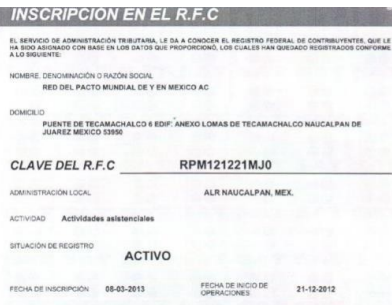 INSCRIPCION EN EL R.F.C
EL SERVICIO DE ADMINISTRACIÓN TRIBUTARIA, LE DA A CONOCER EL REGISTRO FEDERAL DE CONTRIBUYENTES, QUE LE
HA SIDO ASIGNADO CON BASE EN LOS DATOS QUE PROPORCIONÓ, LOS CUALES HAN QUEDADO REGISTRADOS CONFORME
A LO SIGUIENTE:
NOMBRE, DENOMINACIÓN O RAZÓN SOCIAL
RED DEL PACTO MUNDIAL DE Y EN MEXICO AC
DOMICILIO
PUENTE DE TECAMACHALCO 6 EDIF. ANEXO LOMAS DE TECAMACHALCO NAUCALPAN DE
JUAREZ MEXICO 53950
CLAVE DEL R.F.C RPM121221MJ0
ADMINISTRACIÓN LOCAL ALR NAUCALPAN, MEX.
ACTIVIDAD Actividades asistenciales
SITUACIÓN DE REGISTRO
ACTIVO
FECHA DE INSCRIPCIÓN 08-03-2013 FECHA DE INICIO DE OPERACIONES 21-12-2012